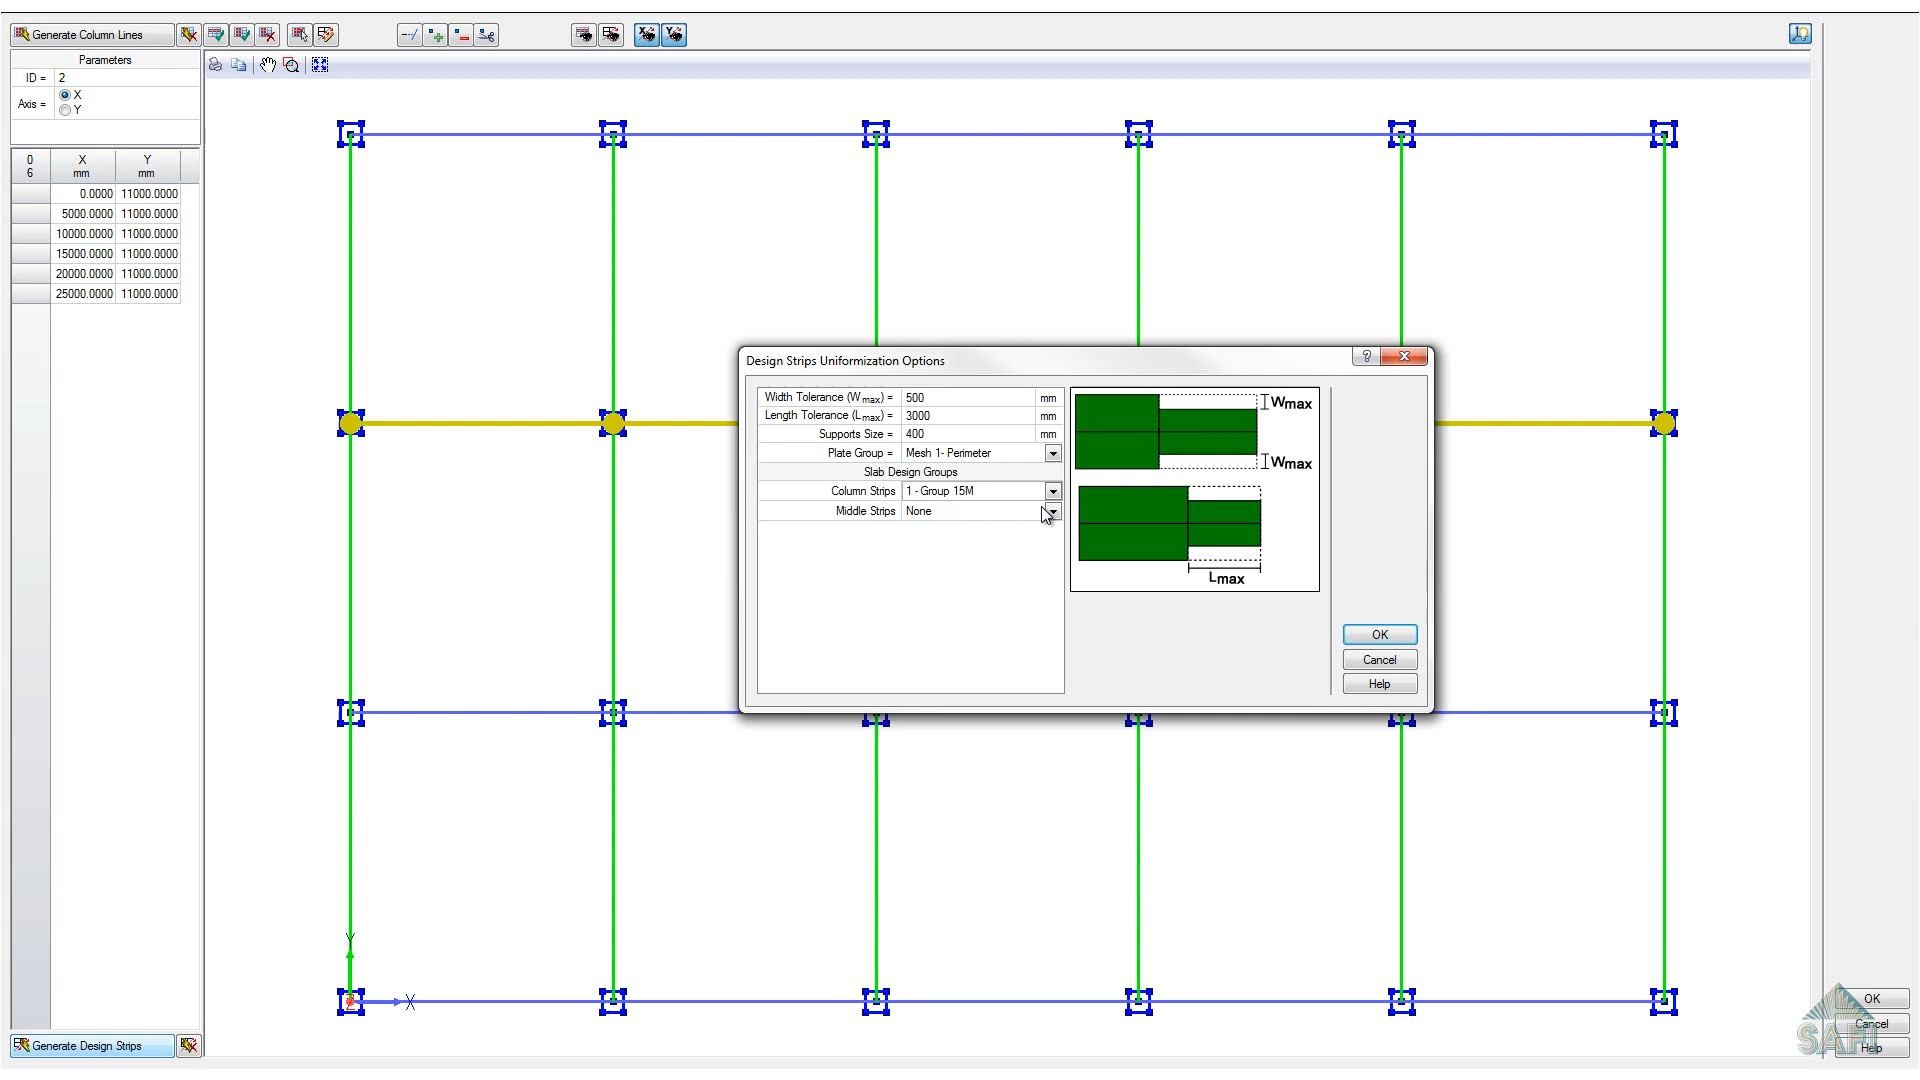 Generate Column Lines
Parameters
ID = 2
Axis = X
Y
0 X Y
6 mm mm
0.0000 11000.0000
5000.0000 11000.0000
10000.0000 11000.0000
15000.0000 11000.0000
20000.0000 11000.0000
25000.0000 11000.0000
Generate Design Strips
X Y
Design Strips Uniformization Options
Width Tolerance (Wmax) = 500 mm
Length Tolerance (Lmax) = 3000 mm
Supports Size = 400 mm
Plate Group = Mesh 1- Perimeter
Slab Design Groups
Column Strips 1 - Group 15M
Middle Strips None
Wmax
Wmax
Lmax
OK
Cancel
Help
Y
X
OK
Cancel
Help
SAFI